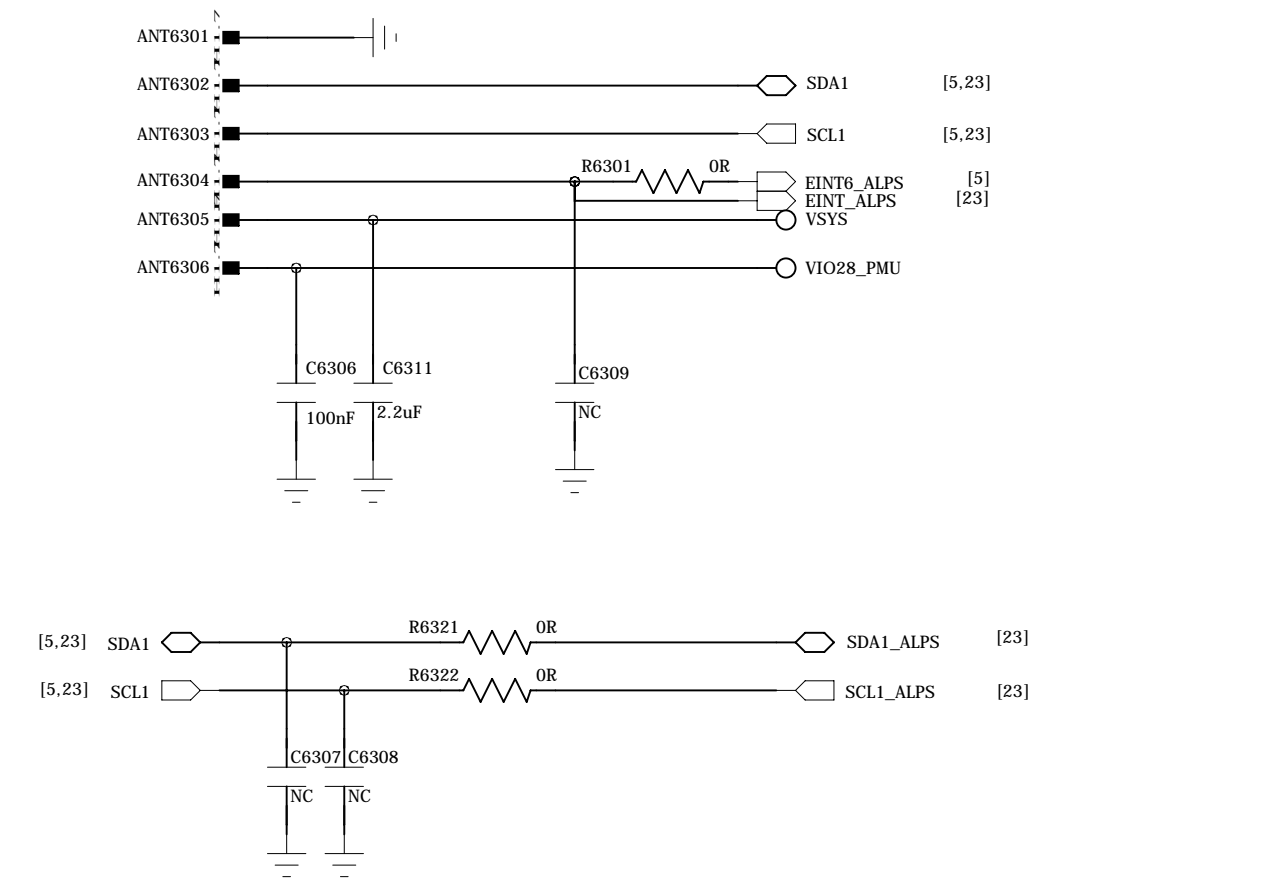 ANT6301
ANT6302 SDA1 [5,23]
ANT6303 SCL1 [5,23]
R6301 0R
ANT6304 EINT6_ALPS [5]
EINT_ALPS [23]
ANT6305 VSYS
ANT6306 VIO28_PMU
C6306 C6311 C6309
100nF 2.2uF NC
R6321 0R
[5,23] SDA1 SDA1_ALPS [23]
R6322 0R
[5,23] SCL1 SCL1_ALPS [23]
C6307 C6308
NC NC